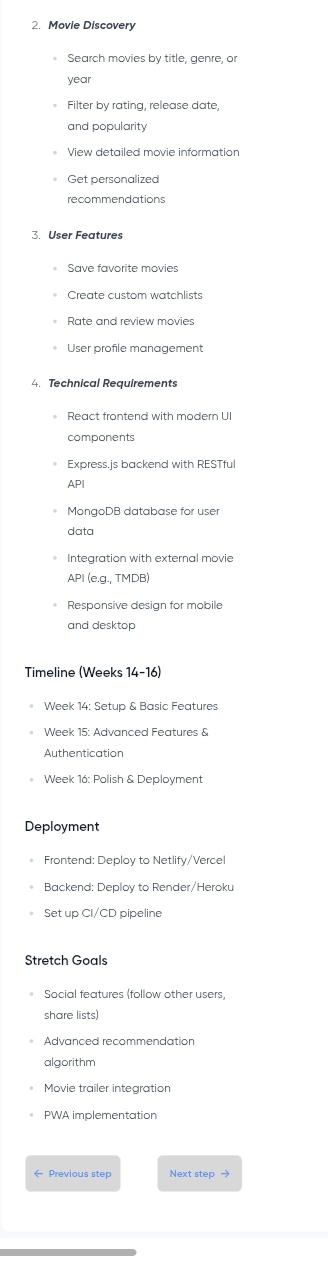 2. Movie Discovery
Search movies by title, genre, or
year
Filter by rating, release date,
and popularity
View detailed movie information
Get personalized
recommendations
3. User Features
Save favorite movies
Create custom watchlists
Rate and review movies
User profile management
4. Technical Requirements
React frontend with modern UI
components
Express.js backend with RESTful
API
MongoDB database for user
data
Integration with external movie
API (e.g., TMDB)
Responsive design for mobile
and desktop
Timeline (Weeks 14-16)
Week 14: Setup & Basic Features
Week 15: Advanced Features &
Authentication
Week 16: Polish & Deployment
Deployment
Frontend: Deploy to Netlify/Vercel
Backend: Deploy to Render/Heroku
Set up CI/CD pipeline
Stretch Goals
Social features (follow other users,
share lists)
Advanced recommendation
algorithm
Movie trailer integration
PWA implementation
← Previous step
Next step →